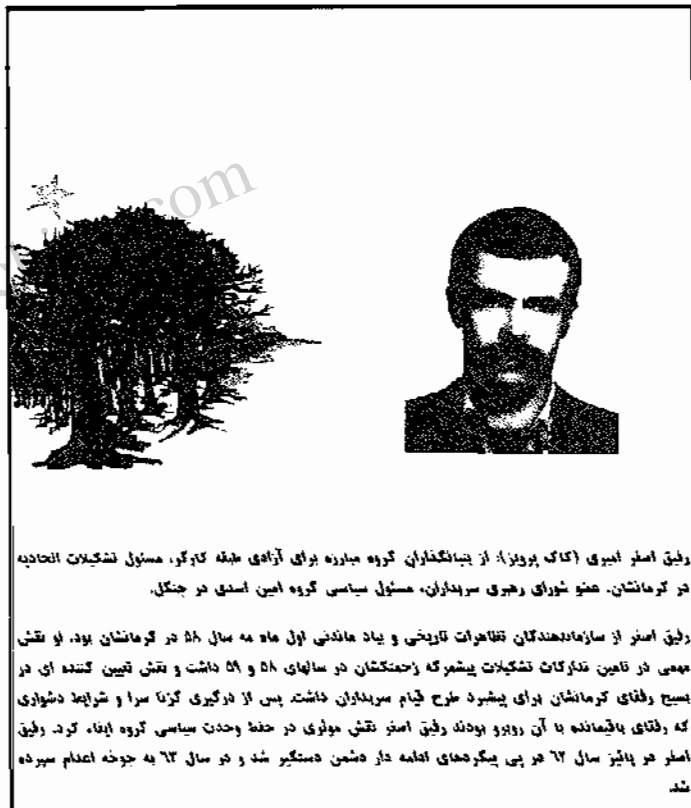 رفیق اصغر امیری (کاک پرویز): از بنیانگذاران گروه مبارزه برای آزادی طبقه کارگر، مسئول تشکیلات اتحادیه
در کرمانشان، عضو شورای رهبری سربداران، مسئول سیاسی گروه امین اسدی در جنگل.
رفیق اصغر از سازماندهندگان تظاهرات تاریخی و بیاد ماندنی اول ماه مه سال ۵۸ در کرمانشان بود. او نقش
مهمی در تامین تدارکات تشکیلات پیشمرگه زحمتکشان در سالهای ۵۸ و ۵۹ داشت و نقش تعیین کننده ای در
بسیج رفقای کرمانشان برای پیشبرد طرح قیام سربداران داشت. پس از درگیری کزنا سرا و شرایط دشواری
که رفقای باقیمانده با آن روبرو بودند رفیق اصغر نقش موثری در حفظ وحدت سیاسی گروه ایفاء کرد. رفیق
اصغر در پائیز سال ۶۲ در پی پیگردهای ادامه دار دشمن دستگیر شد و در سال ۶۳ به جوخه اعدام سپرده
شد.
com